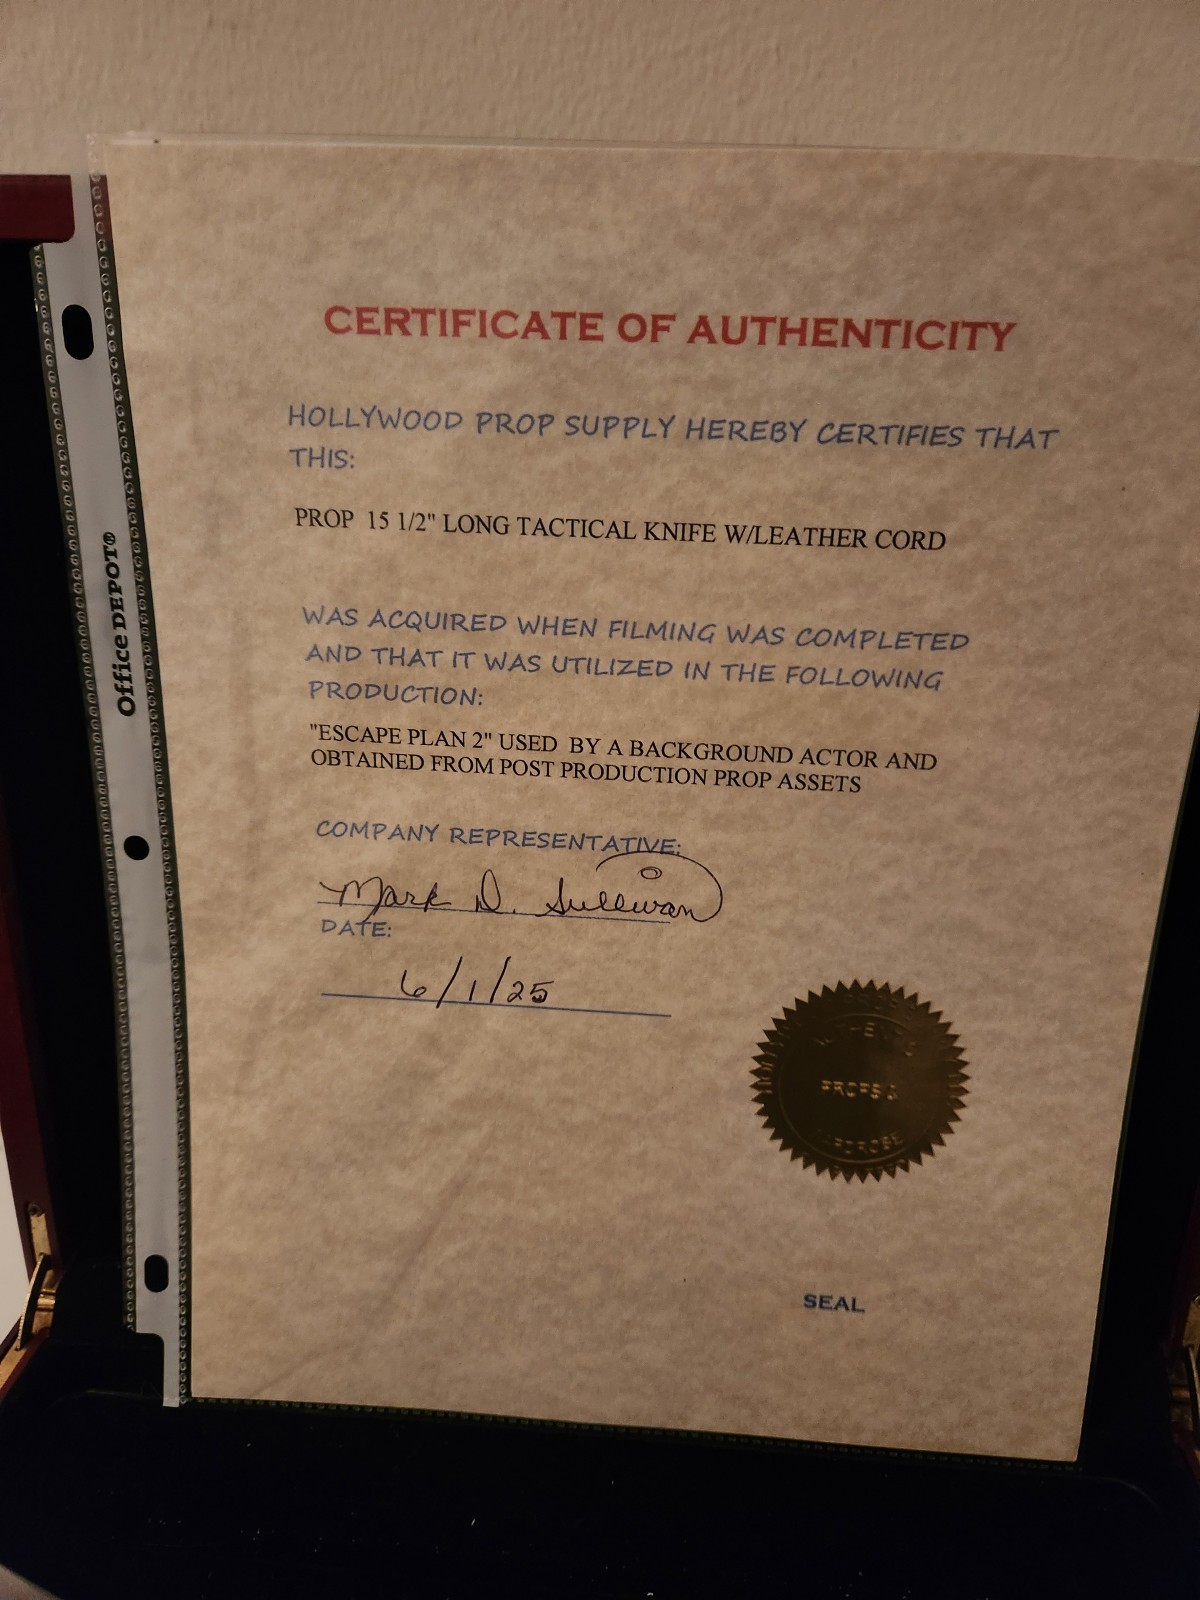 CERTIFICATE OF AUTHENTICITY
HOLLYWOOD PROP SUPPLY HEREBY CERTIFIES THAT
THIS:
PROP 15 1/2" LONG TACTICAL KNIFE W/LEATHER CORD
WAS ACQUIRED WHEN FILMING WAS COMPLETED
AND THAT IT WAS UTILIZED IN THE FOLLOWING
PRODUCTION:
"ESCAPE PLAN 2" USED BY A BACKGROUND ACTOR AND
OBTAINED FROM POST PRODUCTION PROP ASSETS
COMPANY REPRESENTATIVE:
Mark D. Sullivan
DATE:
6/1/25
PROPS &
SEAL
Office DEPOT®